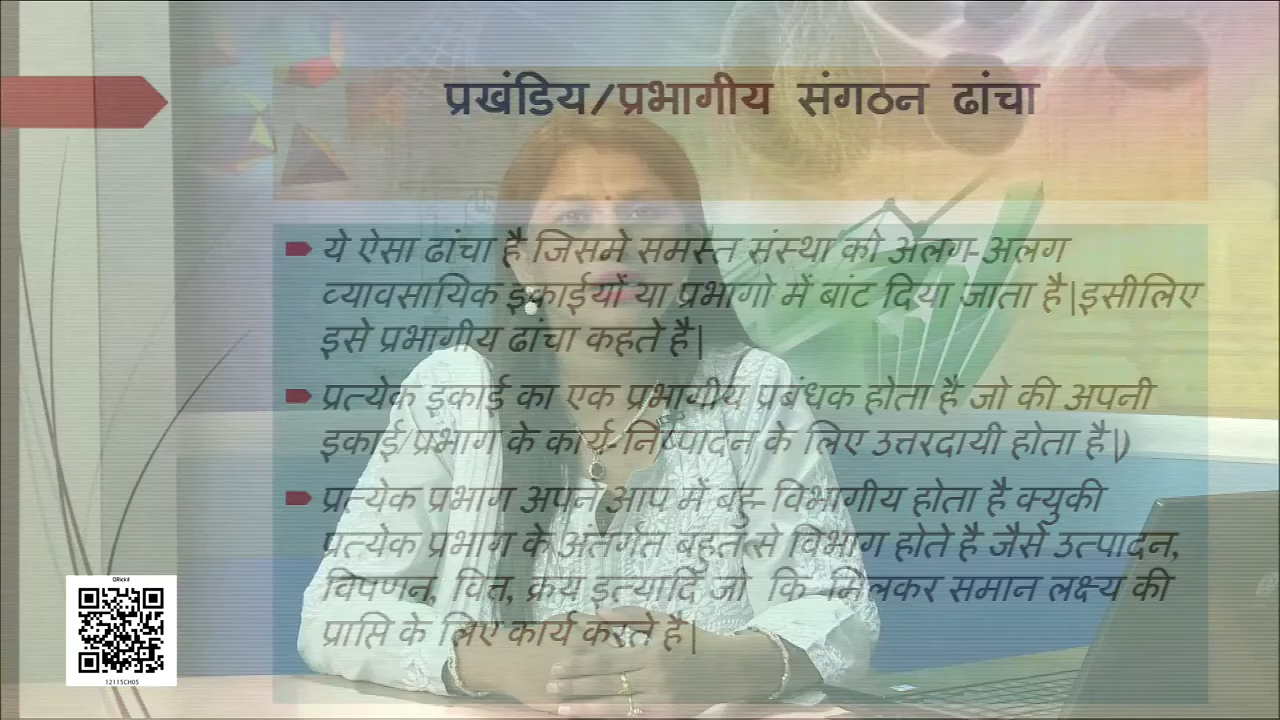 प्रखंडिय/प्रभागीय संगठन ढांचा
ये ऐसा ढांचा है जिसमे समस्त संस्था को अलग-अलग
व्यावसायिक इकाईयों या प्रभागो में बांट दिया जाता है|इसीलिए
इसे प्रभागीय ढांचा कहते है|
प्रत्येक इकाई का एक प्रभागीय प्रबंधक होता है जो की अपनी
इकाई/प्रभाग के कार्य-निष्पादन के लिए उत्तरदायी होता है|)
प्रत्येक प्रभाग अपने आप में बहु-विभागीय होता है क्युकी
प्रत्येक प्रभाग के अंतर्गत बहुत से विभाग होते है जैसे उत्पादन,
विपणन, वित्त, क्रय इत्यादि जो कि मिलकर समान लक्ष्य की
प्राप्ति के लिए कार्य करते है|
QRickit
12115CH05